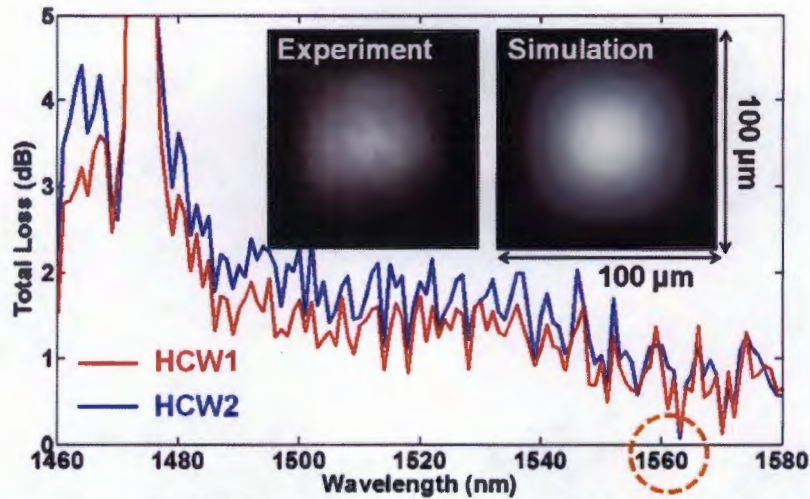 5
4
3
2
1
0
Total Loss (dB)
Experiment
Simulation
100 μm
100 μm
HCW1
HCW2
1460
1480
1500
1520
1540
1560
1580
Wavelength (nm)